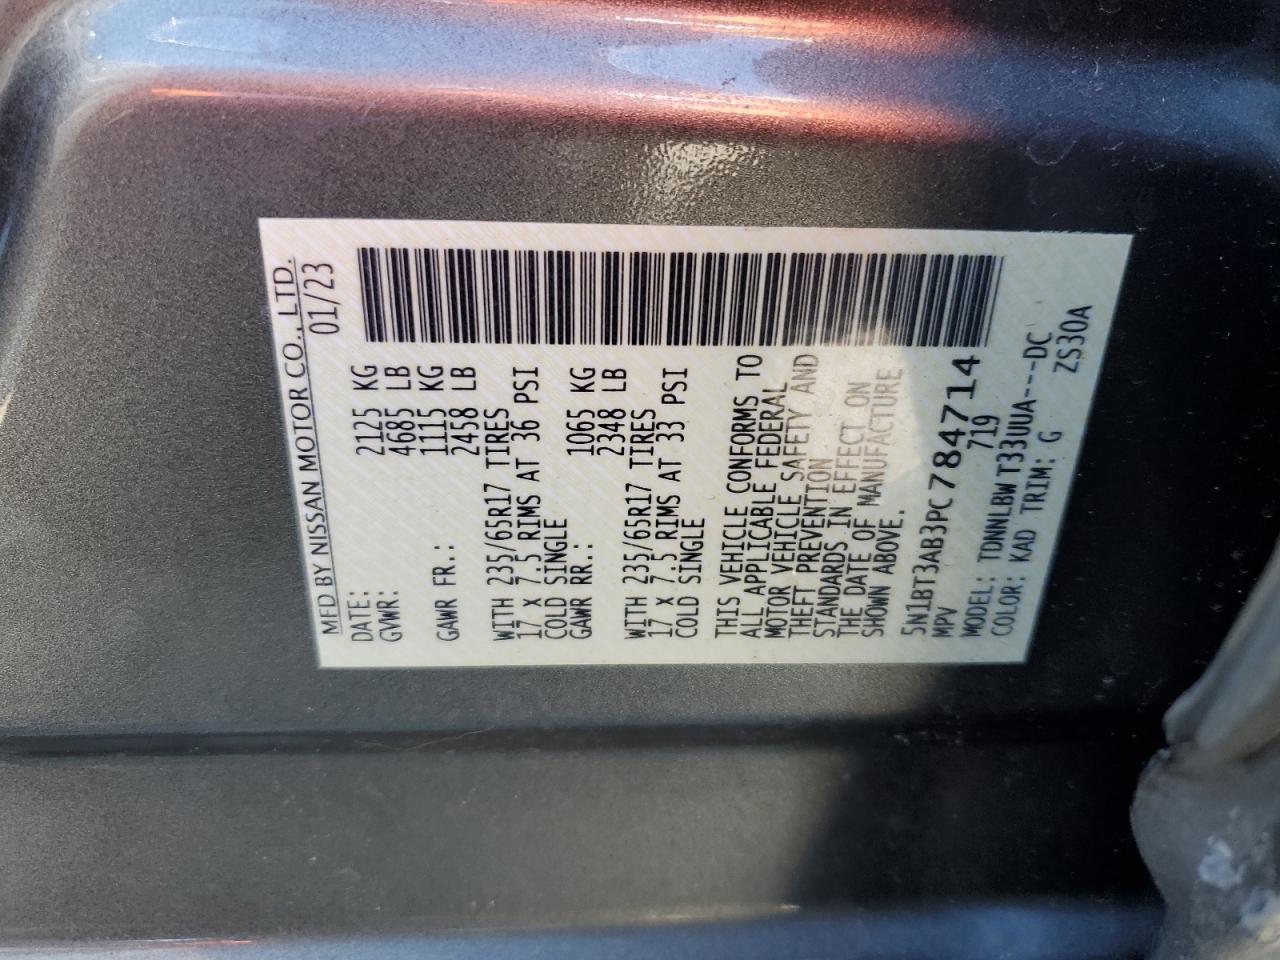 MFD BY NISSAN MOTOR CO., LTD.
DATE: 01/23
GVWR: 2125 KG
4685 LB
GAWR FR.: 1115 KG
2458 LB
WITH 235/65R17 TIRES
17 x 7.5 RIMS AT 36 PSI
COLD SINGLE
GAWR RR.: 1065 KG
2348 LB
WITH 235/65R17 TIRES
17 x 7.5 RIMS AT 33 PSI
COLD SINGLE
THIS VEHICLE CONFORMS TO
ALL APPLICABLE FEDERAL
MOTOR VEHICLE SAFETY AND
THEFT PREVENTION
STANDARDS IN EFFECT ON
THE DATE OF MANUFACTURE
SHOWN ABOVE.
5N1BT3AB3PC784714
MPV 719
MODEL: TDNNLBW T33UUA---DC
COLOR: KAD TRIM: G ZS30A